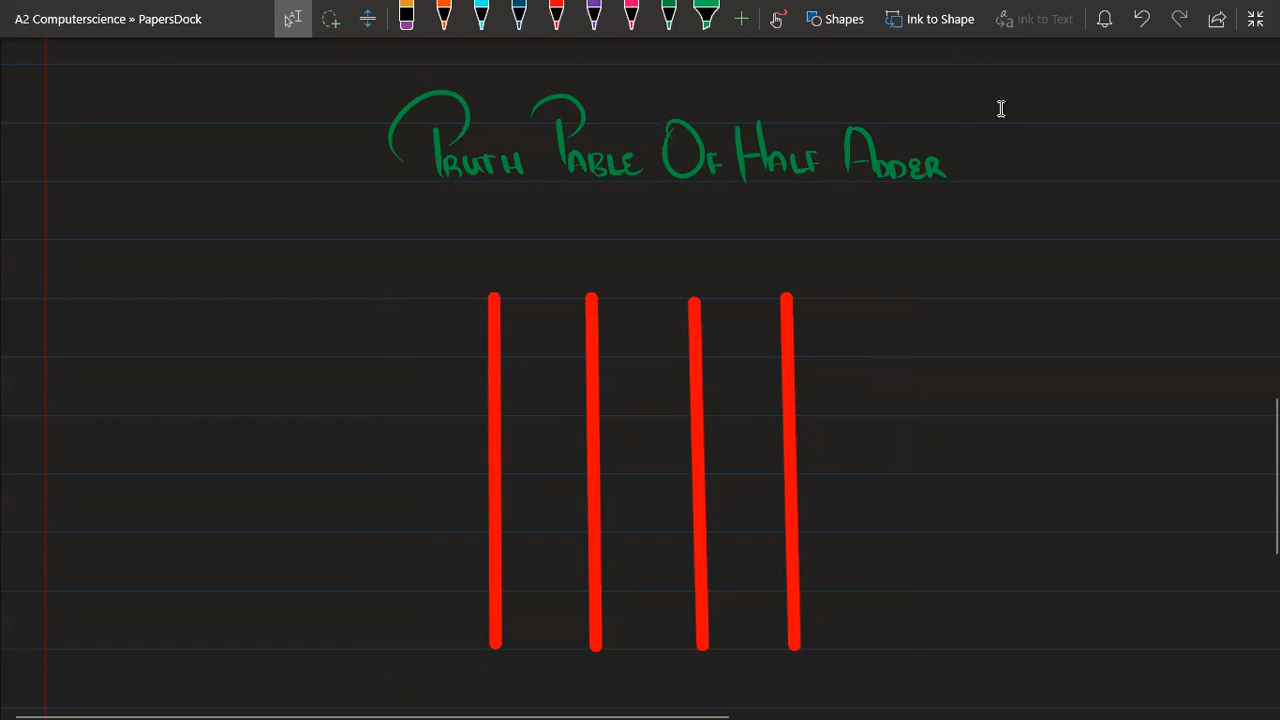 A2 Computerscience » PapersDock
Shapes
Ink to Shape
Ink to Text
Truth Table Of Half Adder